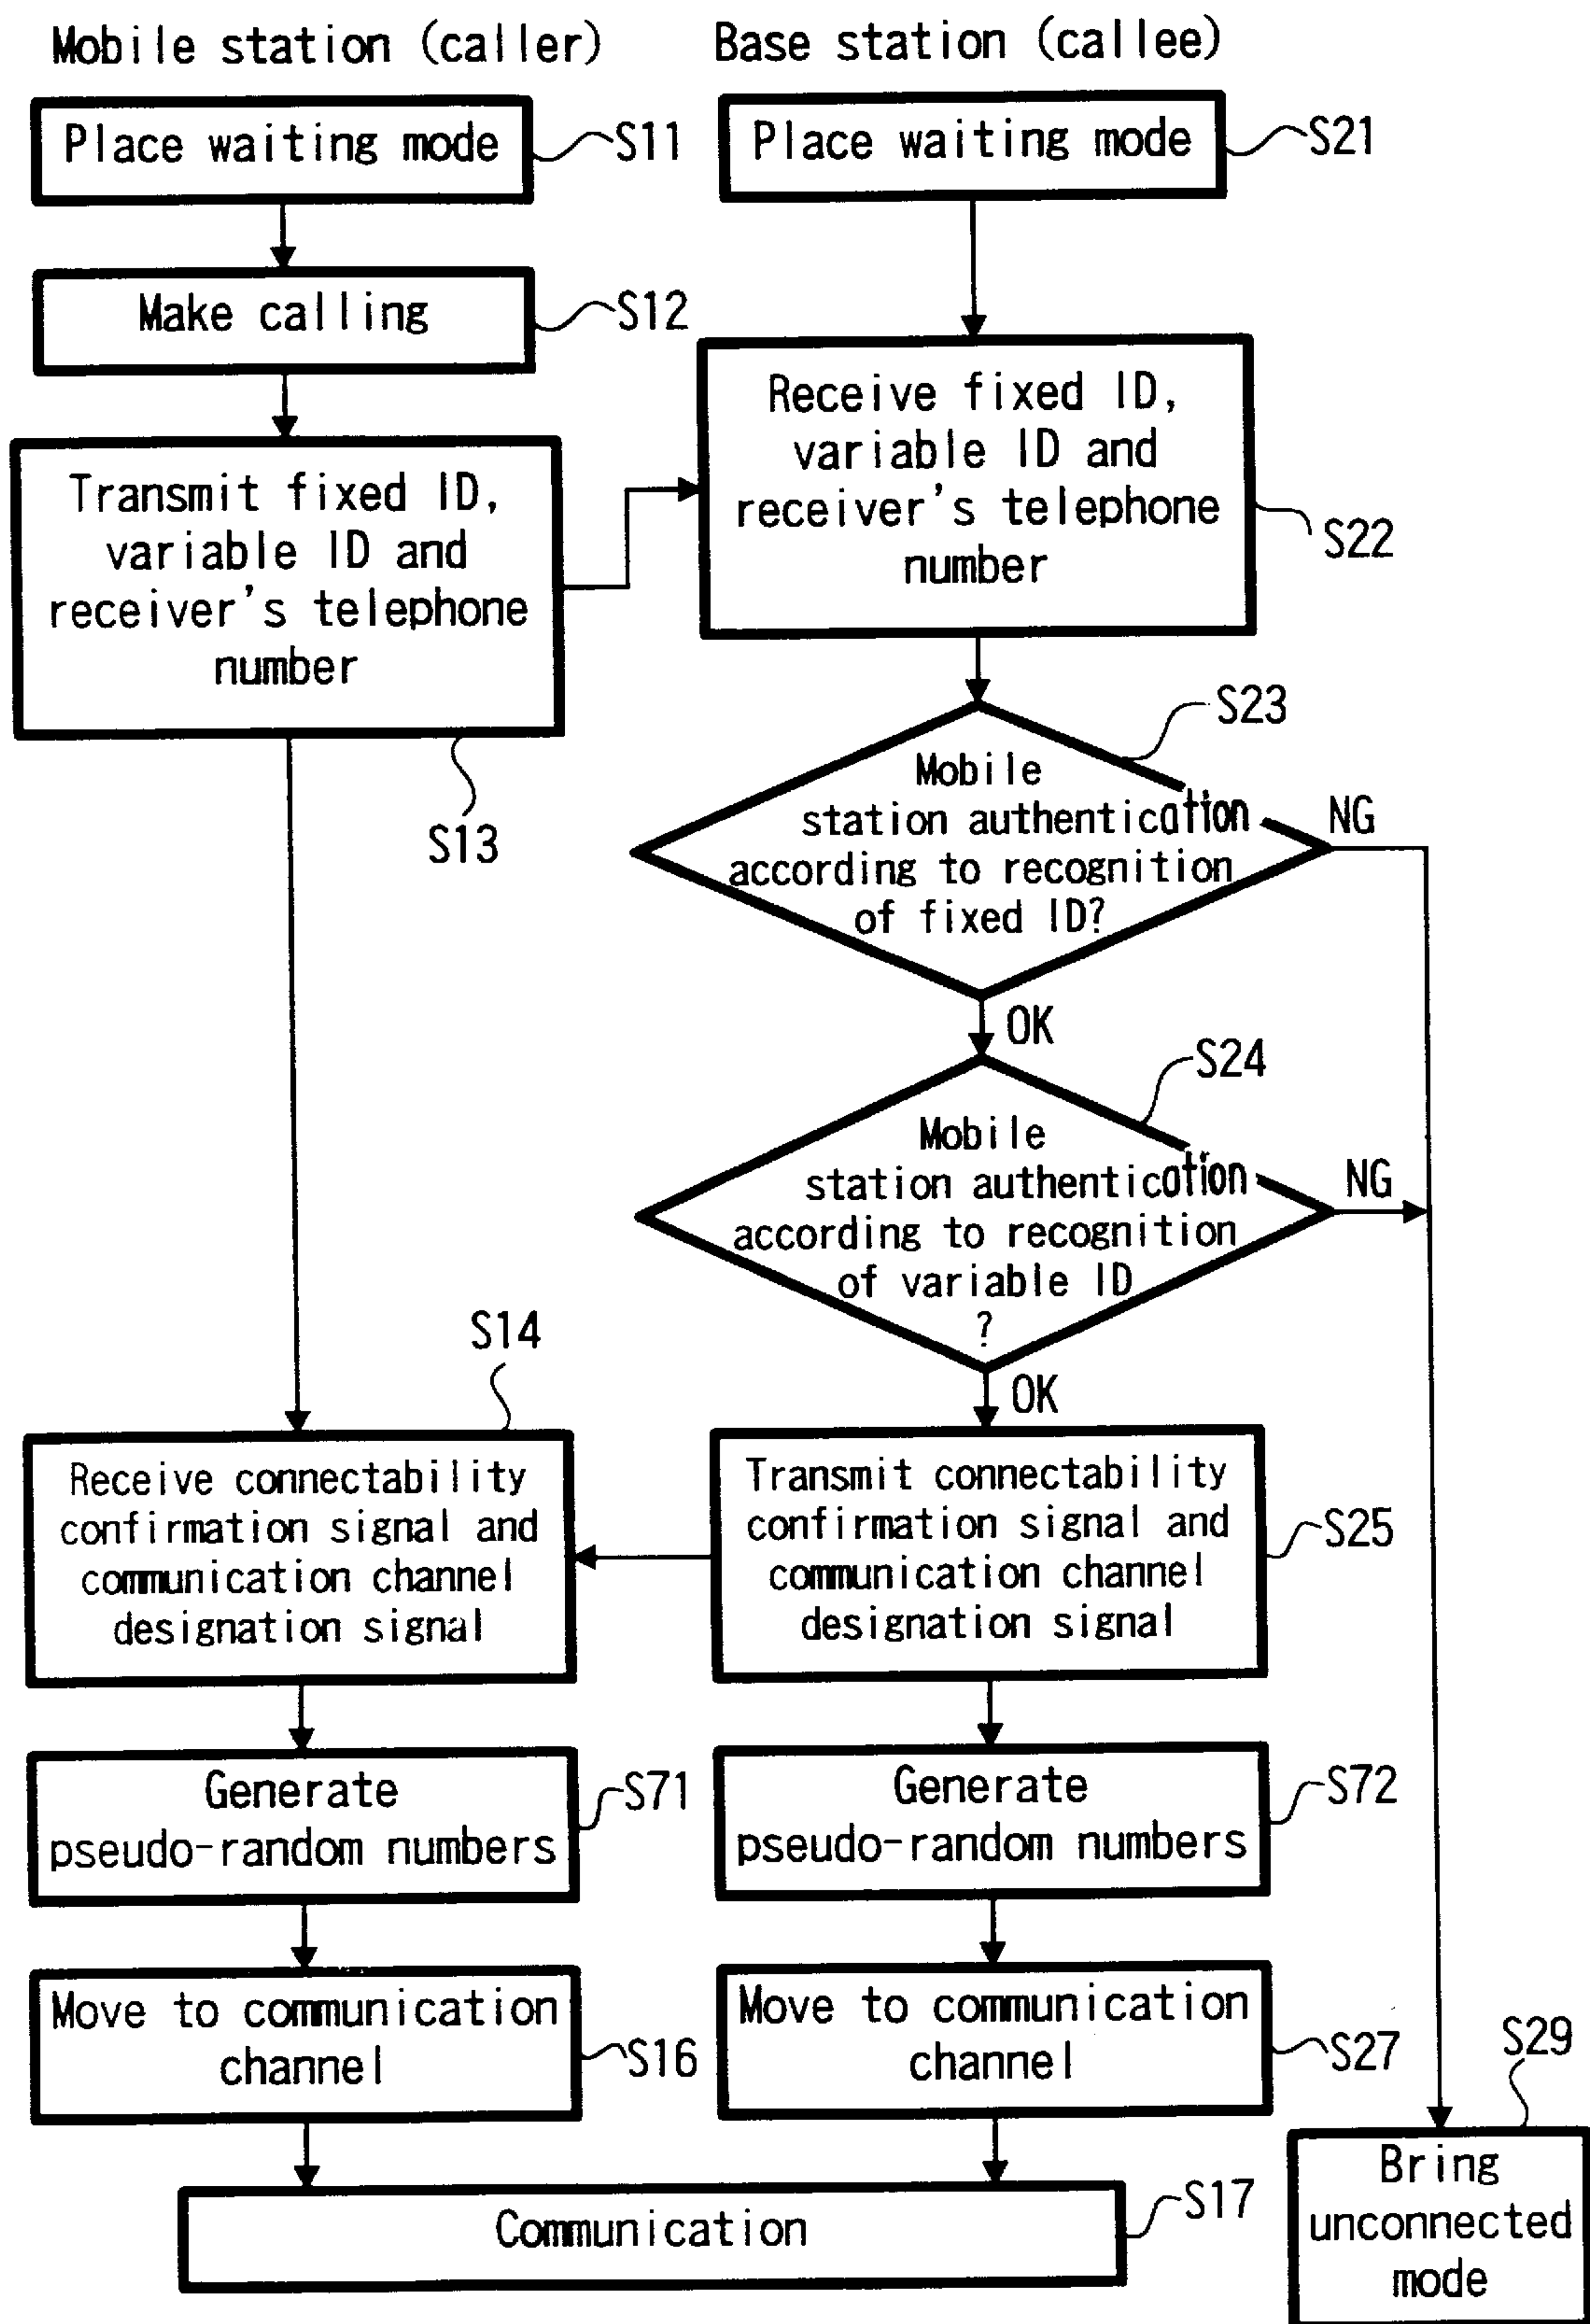 Mobile station (caller)
Base station (callee)
Place waiting mode
S11
Place waiting mode
S21
Make calling
S12
Transmit fixed ID,
variable ID and
receiver's telephone
number
S13
Receive fixed ID,
variable ID and
receiver's telephone
number
S22
S23
Mobile
station authentication
according to recognition
of fixed ID?
NG
OK
S24
Mobile
station authentication
according to recognition
of variable ID
?
NG
OK
S14
Receive connectability
confirmation signal and
communication channel
designation signal
Transmit connectability
confirmation signal and
communication channel
designation signal
S25
Generate
pseudo-random numbers
S71
Generate
pseudo-random numbers
S72
Move to communication
channel
S16
Move to communication
channel
S27
S29
Bring
unconnected
mode
Communication
S17